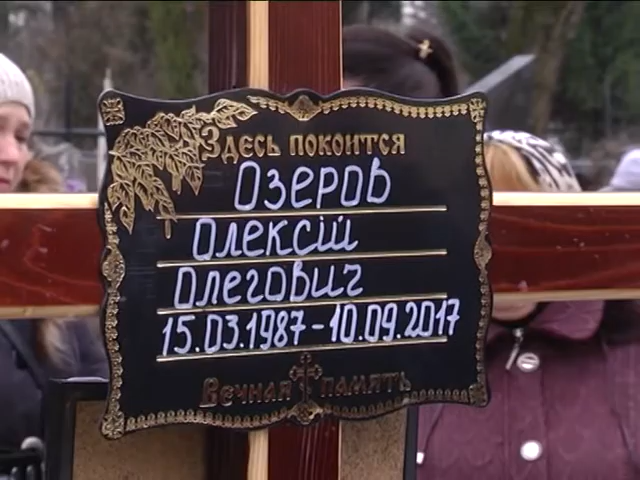 Здесь покоится
Озеров
Олексій
Олегович
15.03.1987-10.09.2017
Вечная память